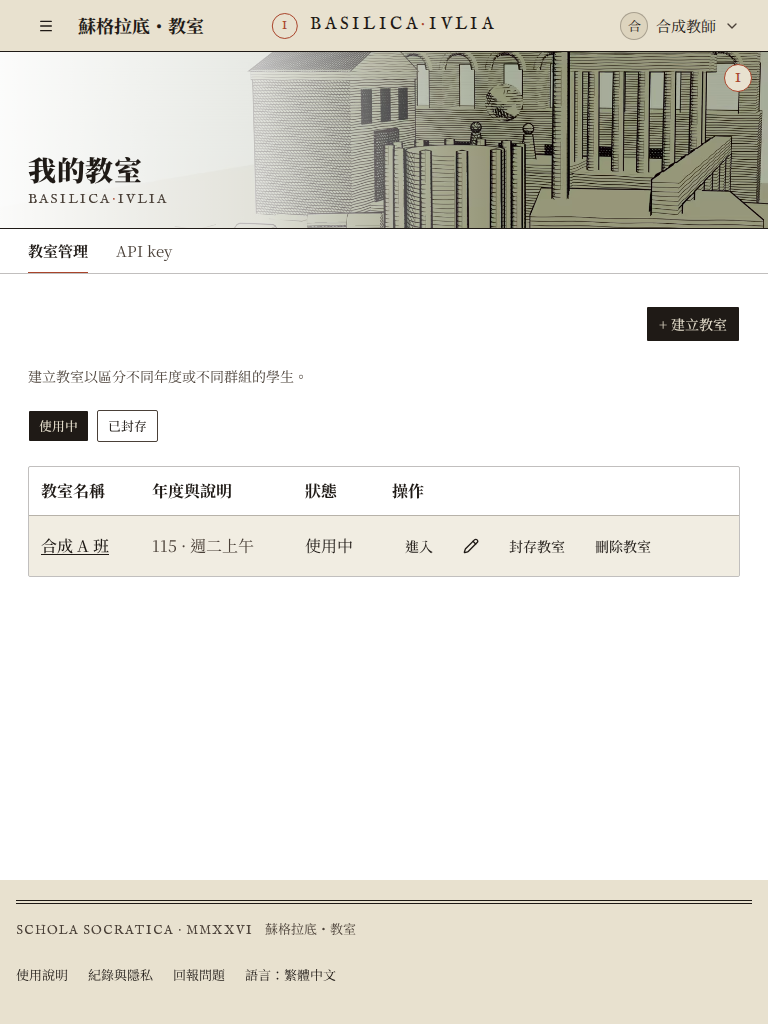 蘇格拉底・教室
I BASILICA·IVLIA
合 合成教師
I
我的教室
BASILICA·IVLIA
教室管理 API key
+ 建立教室
建立教室以區分不同年度或不同群組的學生。
使用中 已封存
教室名稱 年度與說明 狀態 操作
合成 A 班 115 · 週二上午 使用中 進入 封存教室 刪除教室
SCHOLA SOCRATICA · MMXXVI 蘇格拉底・教室
使用說明 紀錄與隱私 回報問題 語言：繁體中文